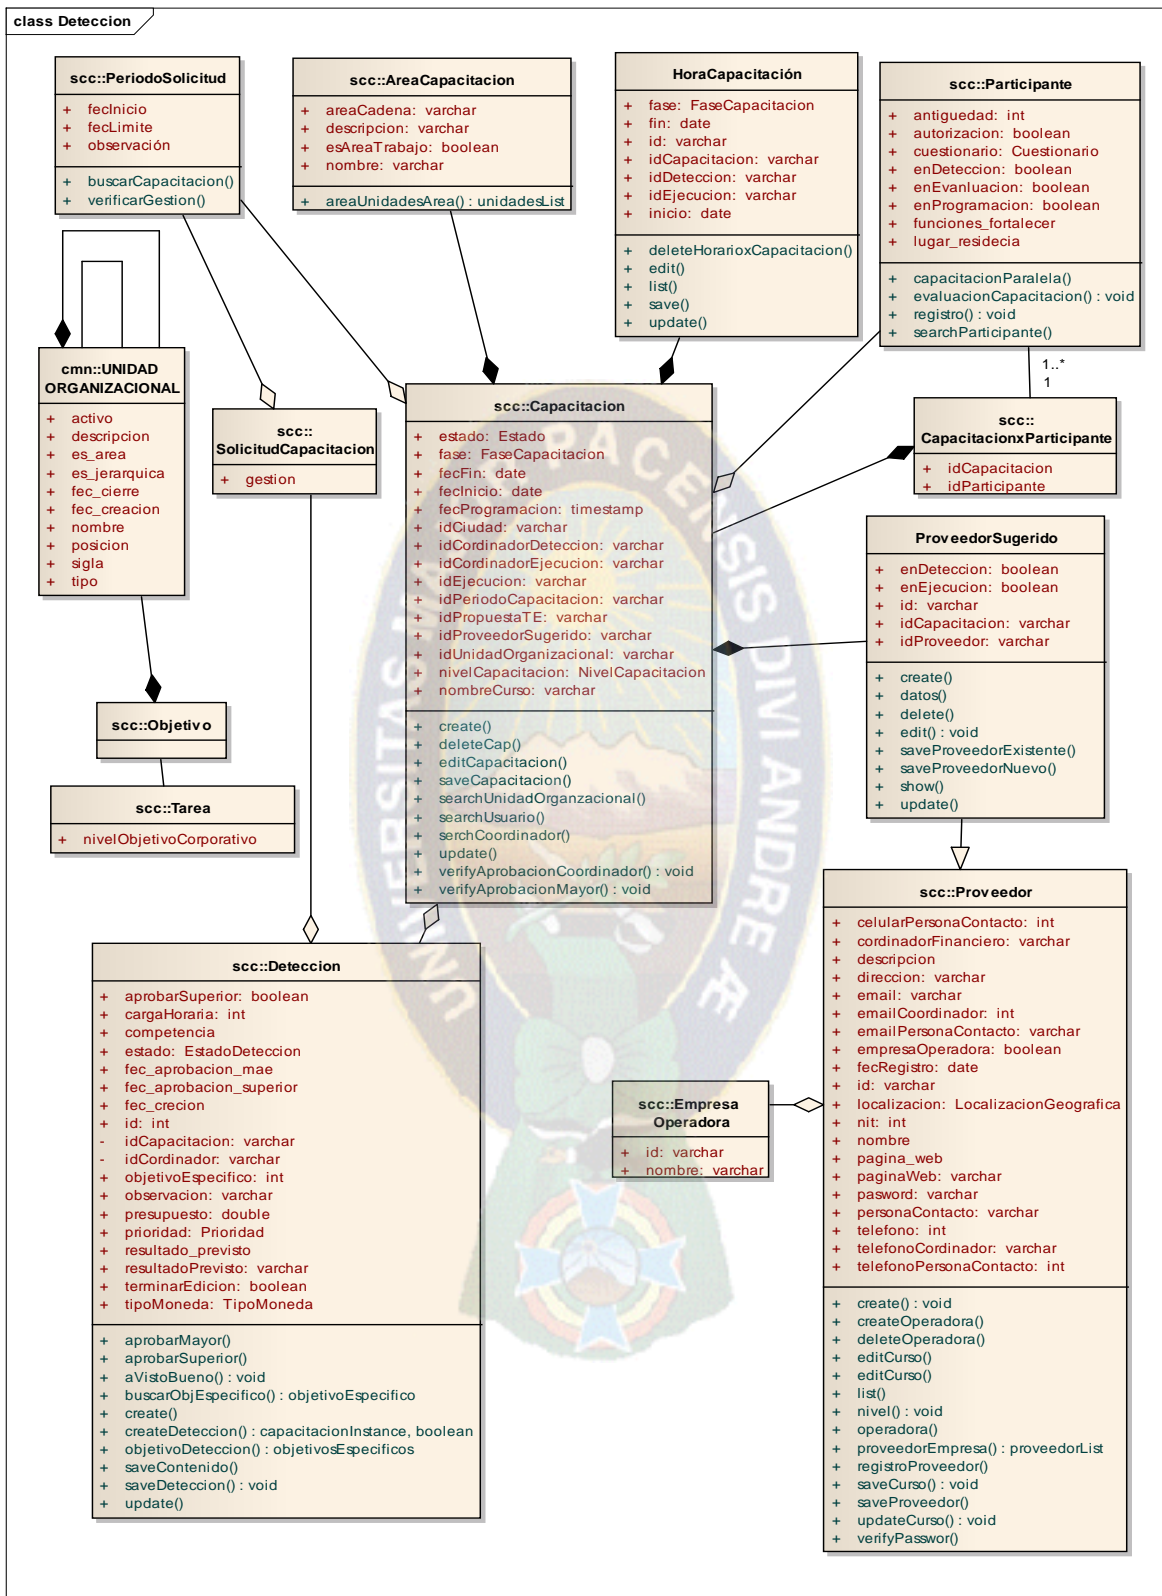 class Deteccion
scc::PeriodoSolicitud
+ fecInicio
+ fecLimite
+ observación
+ buscarCapacitacion()
+ verificarGestion()
scc::AreaCapacitacion
+ areaCadena: varchar
+ descripcion: varchar
+ esAreaTrabajo: boolean
+ nombre: varchar
+ areaUnidadesArea() : unidadesList
HoraCapacitación
+ fase: FaseCapacitacion
+ fin: date
+ id: varchar
+ idCapacitacion: varchar
+ idDeteccion: varchar
+ idEjecucion: varchar
+ inicio: date
+ deleteHorarioxCapacitacion()
+ edit()
+ list()
+ save()
+ update()
scc::Participante
+ antiguedad: int
+ autorizacion: boolean
+ cuestionario: Cuestionario
+ enDeteccion: boolean
+ enEvanluacion: boolean
+ enProgramacion: boolean
+ funciones_fortalecer
+ lugar_residecia
+ capacitacionParalela()
+ evaluacionCapacitacion() : void
+ registro() : void
+ searchParticipante()
1..*
1
cmn::UNIDAD
ORGANIZACIONAL
+ activo
+ descripcion
+ es_area
+ es_jerarquica
+ fec_cierre
+ fec_creacion
+ nombre
+ posicion
+ sigla
+ tipo
scc::
SolicitudCapacitacion
+ gestion
scc::Capacitacion
+ estado: Estado
+ fase: FaseCapacitacion
+ fecFin: date
+ fecInicio: date
+ fecProgramacion: timestamp
+ idCiudad: varchar
+ idCordinadorDeteccion: varchar
+ idCordinadorEjecucion: varchar
+ idEjecucion: varchar
+ idPeriodoCapacitacion: varchar
+ idPropuestaTE: varchar
+ idProveedorSugerido: varchar
+ idUnidadOrganizacional: varchar
+ nivelCapacitacion: NivelCapacitacion
+ nombreCurso: varchar
+ create()
+ deleteCap()
+ editCapacitacion()
+ saveCapacitacion()
+ searchUnidadOrganzacional()
+ searchUsuario()
+ serchCoordinador()
+ update()
+ verifyAprobacionCoordinador() : void
+ verifyAprobacionMayor() : void
scc::
CapacitacionxParticipante
+ idCapacitacion
+ idParticipante
ProveedorSugerido
+ enDeteccion: boolean
+ enEjecucion: boolean
+ id: varchar
+ idCapacitacion: varchar
+ idProveedor: varchar
+ create()
+ datos()
+ delete()
+ edit() : void
+ saveProveedorExistente()
+ saveProveedorNuevo()
+ show()
+ update()
scc::Objetivo
scc::Tarea
+ nivelObjetivoCorporativo
scc::Deteccion
+ aprobarSuperior: boolean
+ cargaHoraria: int
+ competencia
+ estado: EstadoDeteccion
+ fec_aprobacion_mae
+ fec_aprobacion_superior
+ fec_crecion
+ id: int
- idCapacitacion: varchar
- idCordinador: varchar
+ objetivoEspecifico: int
+ observacion: varchar
+ presupuesto: double
+ prioridad: Prioridad
+ resultado_previsto
+ resultadoPrevisto: varchar
+ terminarEdicion: boolean
+ tipoMoneda: TipoMoneda
+ aprobarMayor()
+ aprobarSuperior()
+ aVistoBueno() : void
+ buscarObjEspecifico() : objetivoEspecifico
+ create()
+ createDeteccion() : capacitacionInstance, boolean
+ objetivoDeteccion() : objetivosEspecificos
+ saveContenido()
+ saveDeteccion() : void
+ update()
scc::Empresa
Operadora
+ id: varchar
+ nombre: varchar
scc::Proveedor
+ celularPersonaContacto: int
+ cordinadorFinanciero: varchar
+ descripcion
+ direccion: varchar
+ email: varchar
+ emailCoordinador: int
+ emailPersonaContacto: varchar
+ empresaOperadora: boolean
+ fecRegistro: date
+ id: varchar
+ localizacion: LocalizacionGeografica
+ nit: int
+ nombre
+ pagina_web
+ paginaWeb: varchar
+ pasword: varchar
+ personaContacto: varchar
+ telefono: int
+ telefonoCordinador: varchar
+ telefonoPersonaContacto: int
+ create() : void
+ createOperadora()
+ deleteOperadora()
+ editCurso()
+ editCurso()
+ list()
+ nivel() : void
+ operadora()
+ proveedorEmpresa() : proveedorList
+ registroProveedor()
+ saveCurso() : void
+ saveProveedor()
+ updateCurso() : void
+ verifyPasswor()
PACENSIS DIVI ANDRE Æ